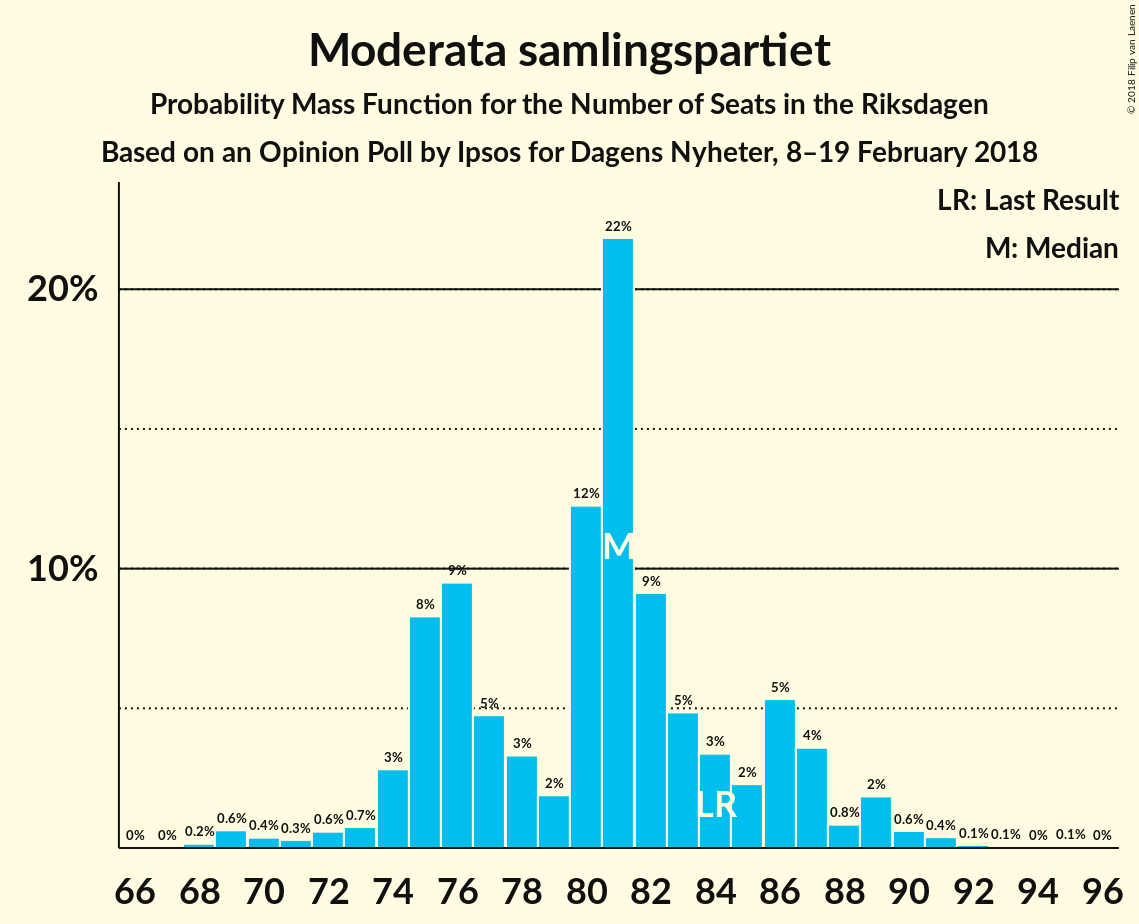 Moderata samlingspartiet
Probability Mass Function for the Number of Seats in the Riksdagen
Based on an Opinion Poll by Ipsos for Dagens Nyheter, 8–19 February 2018
© 2018 Filip van Laenen
LR: Last Result
M: Median
20%
10%
0% 0% 0.2% 0.6% 0.4% 0.3% 0.6% 0.7% 3% 8% 9% 5% 3% 2% 12% 22% 9% 5% 3% 2% 5% 4% 0.8% 2% 0.6% 0.4% 0.1% 0.1% 0% 0.1% 0%
M
LR
66 68 70 72 74 76 78 80 82 84 86 88 90 92 94 96